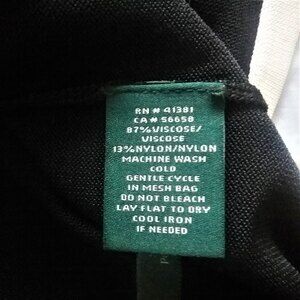 RN # 41381
CA # 56658
87% VISCOSE/
VISCOSE
13% NYLON/NYLON
MACHINE WASH
COLD
GENTLE CYCLE
IN MESH BAG
DO NOT BLEACH
LAY FLAT TO DRY
COOL IRON
IF NEEDED